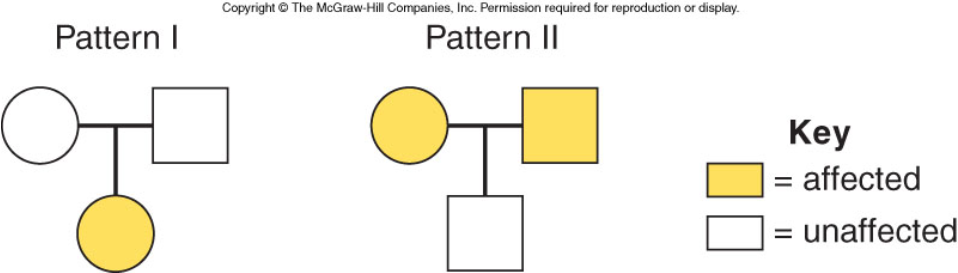 Copyright © The McGraw-Hill Companies, Inc. Permission required for reproduction or display.
Pattern I
Pattern II
Key
= affected
= unaffected